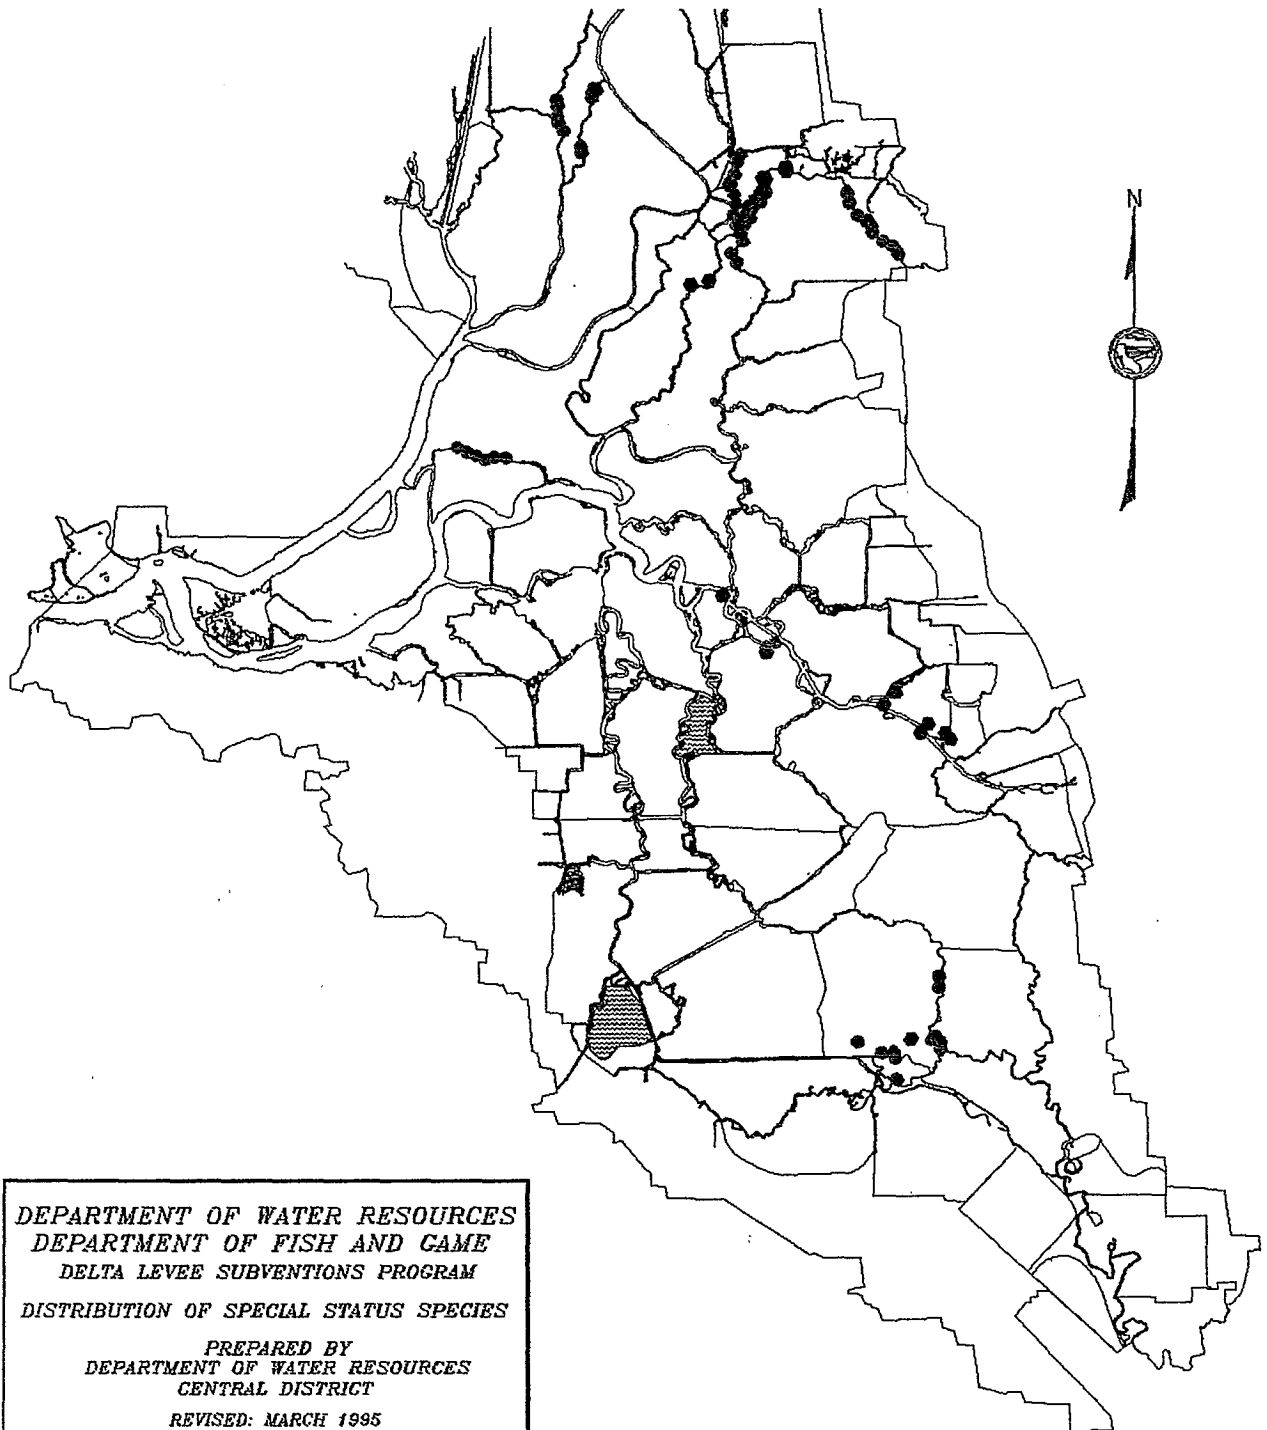 N
DEPARTMENT OF WATER RESOURCES
DEPARTMENT OF FISH AND GAME
DELTA LEVEE SUBVENTIONS PROGRAM
DISTRIBUTION OF SPECIAL STATUS SPECIES
PREPARED BY
DEPARTMENT OF WATER RESOURCES
CENTRAL DISTRICT
REVISED: MARCH 1995